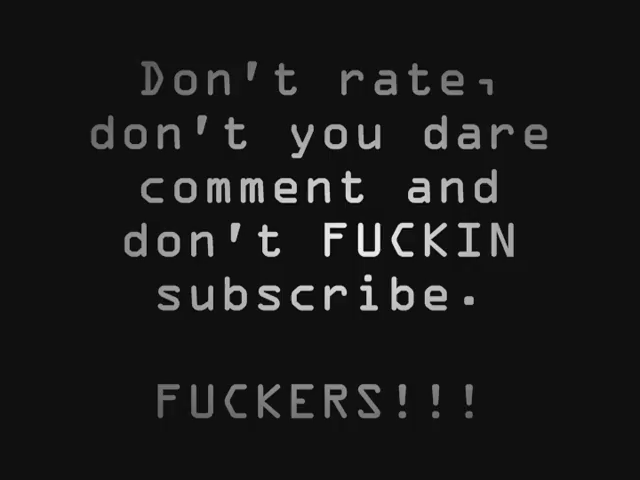 Don't rate,
don't you dare
comment and
don't FUCKIN
subscribe.
FUCKERS!!!